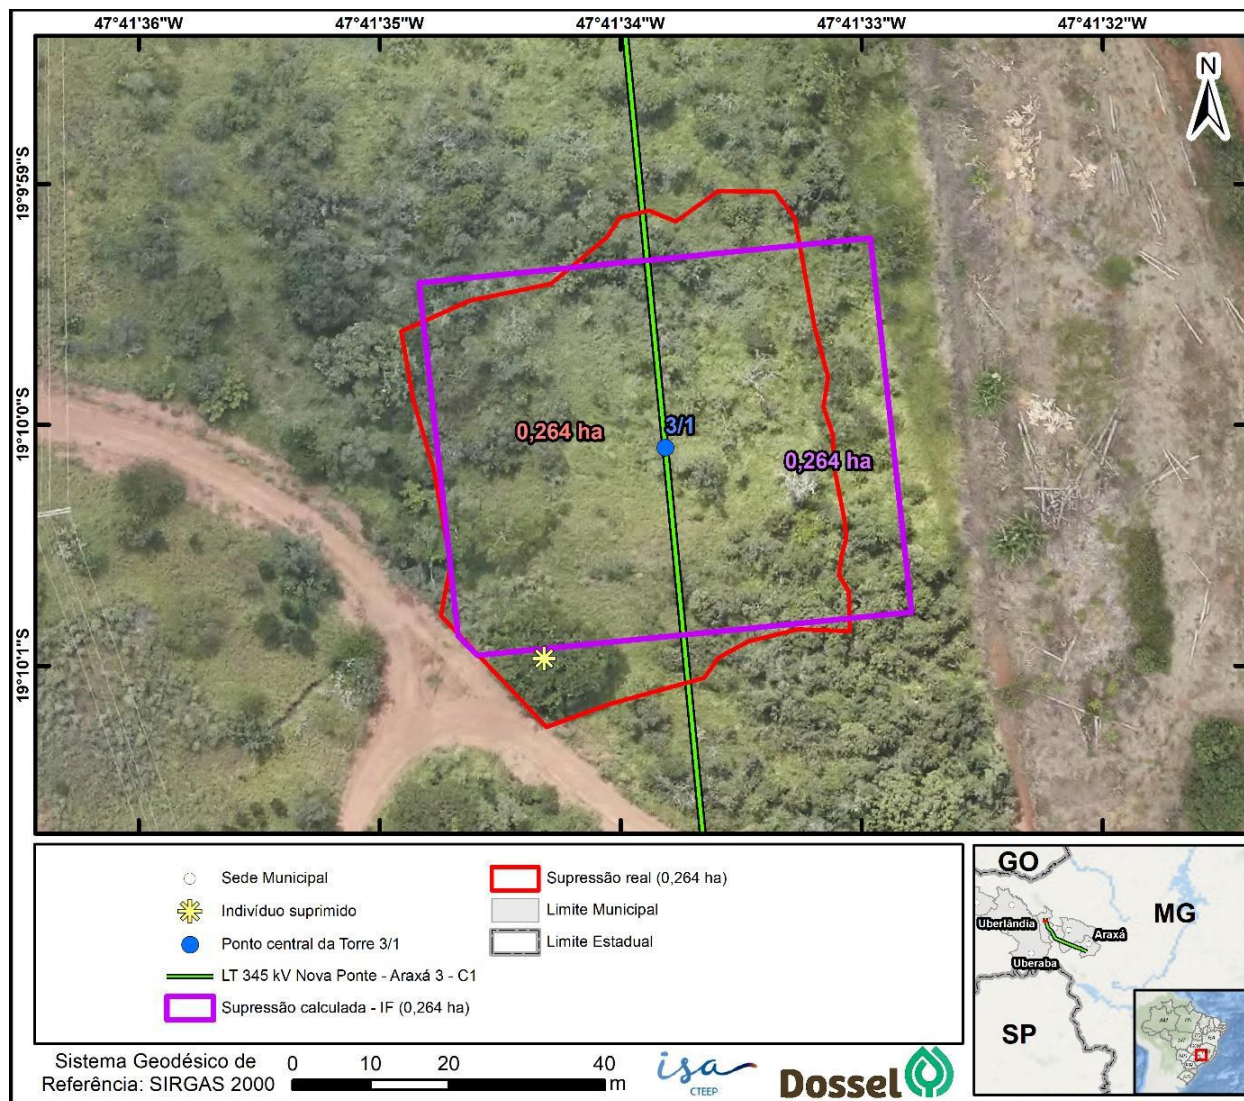 47°41'36"W 47°41'35"W 47°41'34"W 47°41'33"W 47°41'32"W
N
19°9'59"S
19°10'0"S
19°10'1"S
3/1
0,264 ha
0,264 ha
Sede Municipal
Indivíduo suprimido
Ponto central da Torre 3/1
LT 345 kV Nova Ponte - Araxá 3 - C1
Supressão calculada - IF (0,264 ha)
Supressão real (0,264 ha)
Limite Municipal
Limite Estadual
GO
MG
Uberlândia
Araxá
Uberaba
SP
Sistema Geodésico de
Referência: SIRGAS 2000
0 10 20 40
m
isa
CTEEP
Dossel